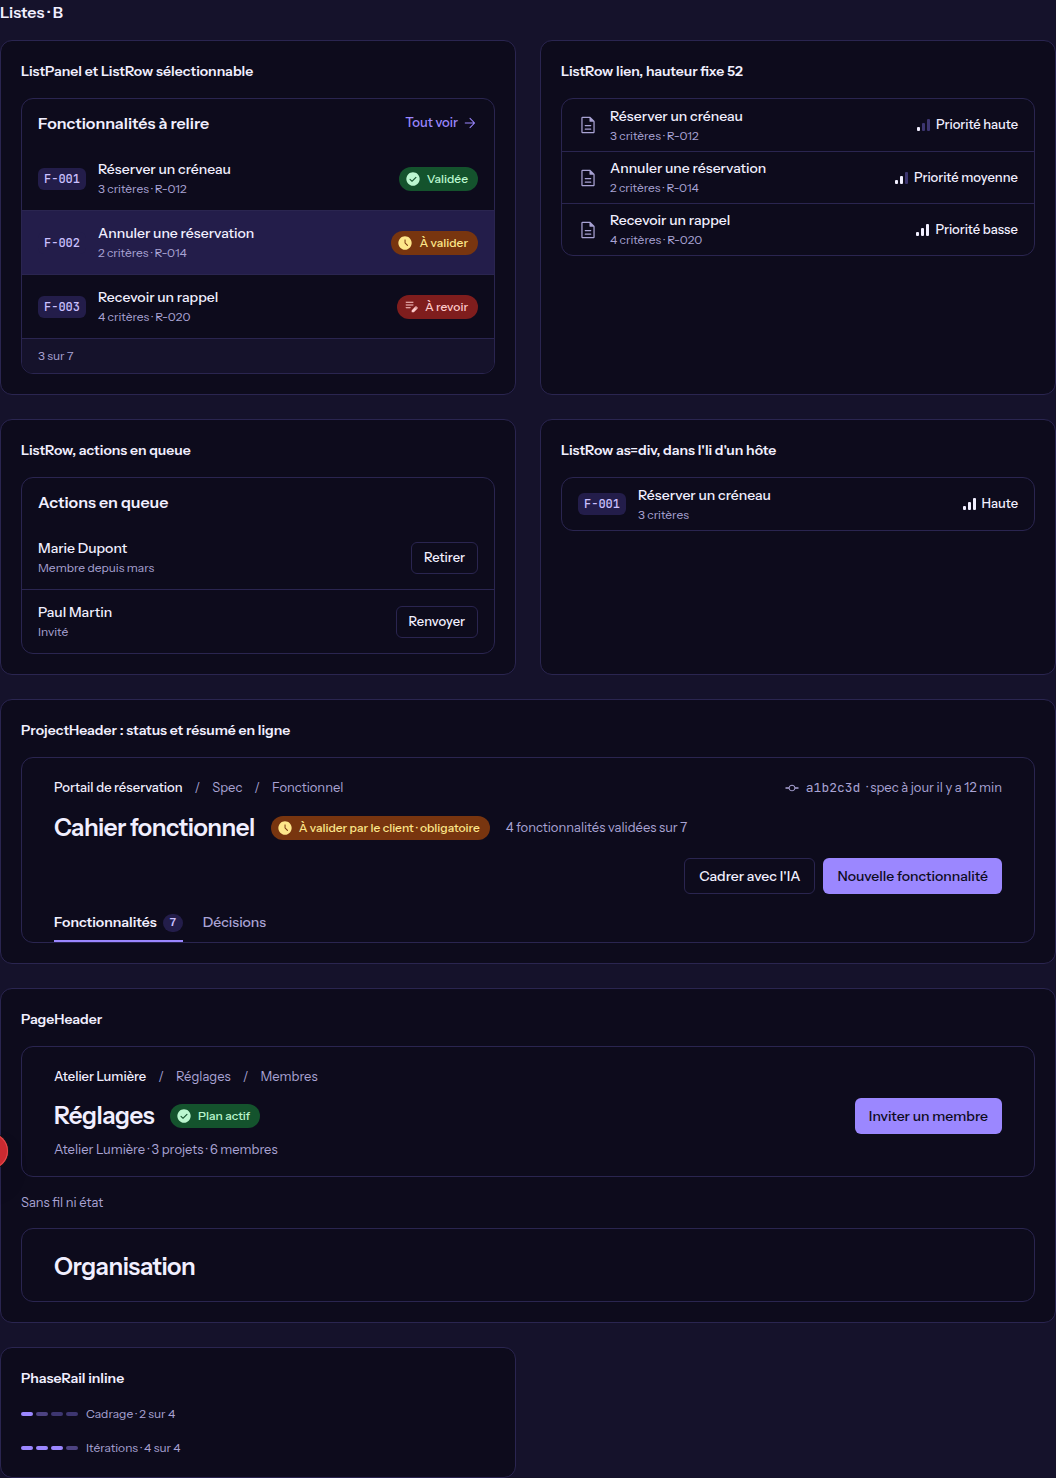 Listes · B
ListPanel et ListRow sélectionnable
Fonctionnalités à relire
Tout voir →
F-001
Réserver un créneau
3 critères · R-012
Validée
F-002
Annuler une réservation
2 critères · R-014
À valider
F-003
Recevoir un rappel
4 critères · R-020
À revoir
3 sur 7
ListRow lien, hauteur fixe 52
Réserver un créneau
3 critères · R-012
Priorité haute
Annuler une réservation
2 critères · R-014
Priorité moyenne
Recevoir un rappel
4 critères · R-020
Priorité basse
ListRow, actions en queue
Actions en queue
Marie Dupont
Membre depuis mars
Retirer
Paul Martin
Invité
Renvoyer
ListRow as=div, dans l'li d'un hôte
F-001
Réserver un créneau
3 critères
Haute
ProjectHeader : status et résumé en ligne
Portail de réservation / Spec / Fonctionnel
a1b2c3d · spec à jour il y a 12 min
Cahier fonctionnel
À valider par le client · obligatoire
4 fonctionnalités validées sur 7
Cadrer avec l'IA
Nouvelle fonctionnalité
Fonctionnalités 7
Décisions
PageHeader
Atelier Lumière / Réglages / Membres
Réglages
Plan actif
Inviter un membre
Atelier Lumière · 3 projets · 6 membres
Sans fil ni état
Organisation
PhaseRail inline
Cadrage · 2 sur 4
Itérations · 4 sur 4